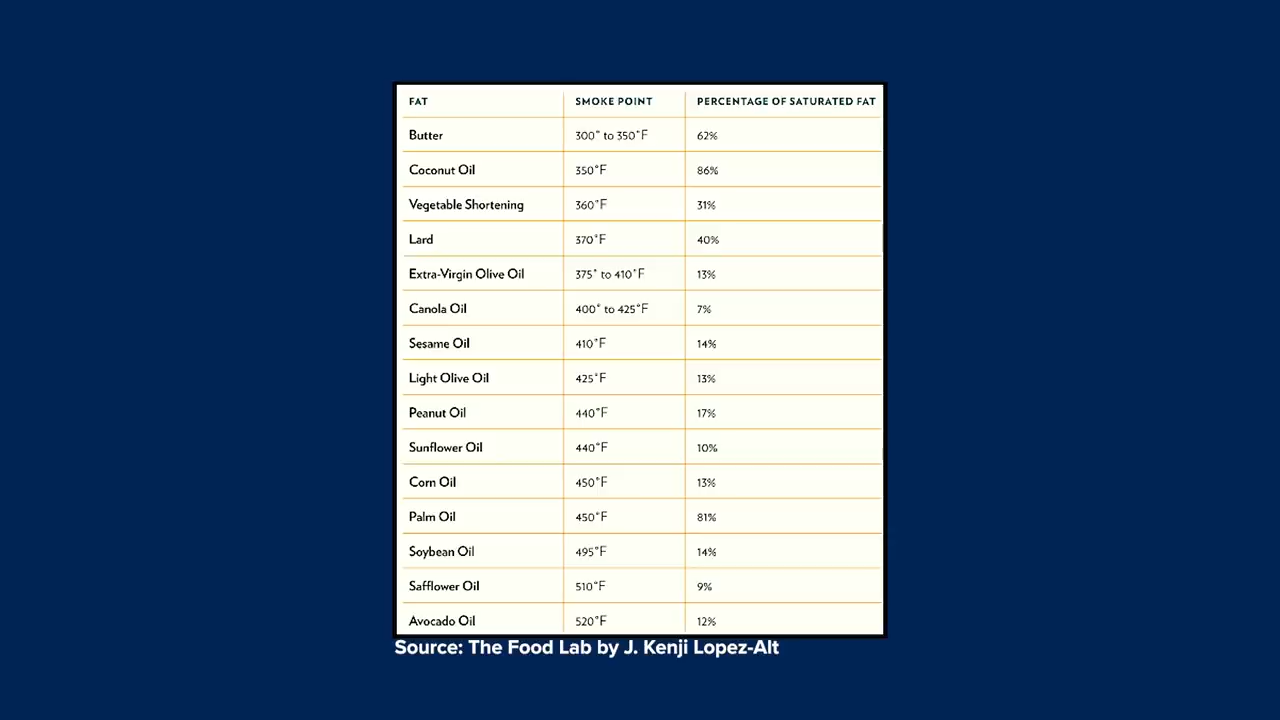 FAT SMOKE POINT PERCENTAGE OF SATURATED FAT
Butter 300° to 350°F 62%
Coconut Oil 350°F 86%
Vegetable Shortening 360°F 31%
Lard 370°F 40%
Extra-Virgin Olive Oil 375° to 410°F 13%
Canola Oil 400° to 425°F 7%
Sesame Oil 410°F 14%
Light Olive Oil 425°F 13%
Peanut Oil 440°F 17%
Sunflower Oil 440°F 10%
Corn Oil 450°F 13%
Palm Oil 450°F 81%
Soybean Oil 495°F 14%
Safflower Oil 510°F 9%
Avocado Oil 520°F 12%
Source: The Food Lab by J. Kenji Lopez-Alt